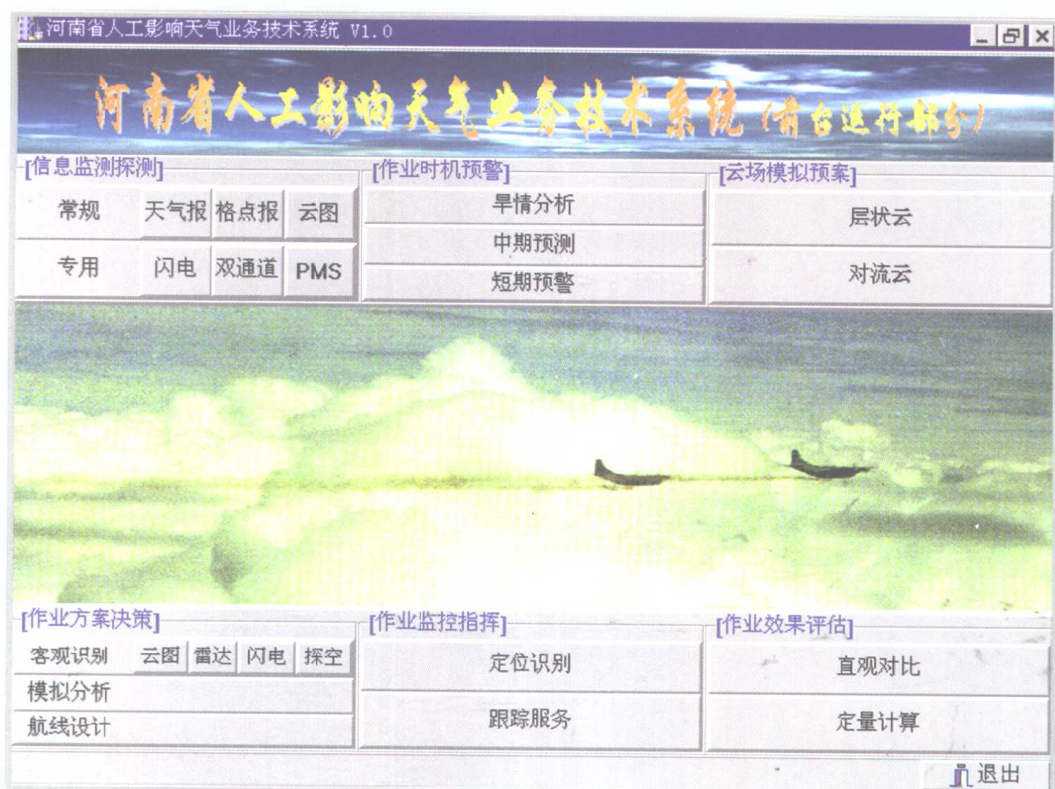 河南省人工影响天气业务技术系统 V1.0
河南省人工影响天气业务技术系统(前台运行部分)
[信息监测探测]
常规 天气报 格点报 云图
专用 闪电 双通道 PMS
[作业时机预警]
旱情分析
中期预测
短期预警
[云场模拟预案]
层状云
对流云
[作业方案决策]
客观识别 云图 雷达 闪电 探空
模拟分析
航线设计
[作业监控指挥]
定位识别
跟踪服务
[作业效果评估]
直观对比
定量计算
退出